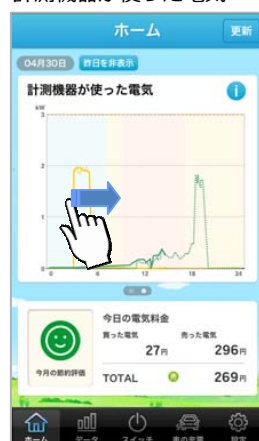 計測機器が使った電気
ホーム
更新
04月30日 昨日を非表示
計測機器が使った電気
kW
3
2
1
0
0 6 12 18 24
今日の電気料金
買った電気 売った電気
27円 296円
今月の節約評価
TOTAL 269円
ホーム データ スイッチ 設定